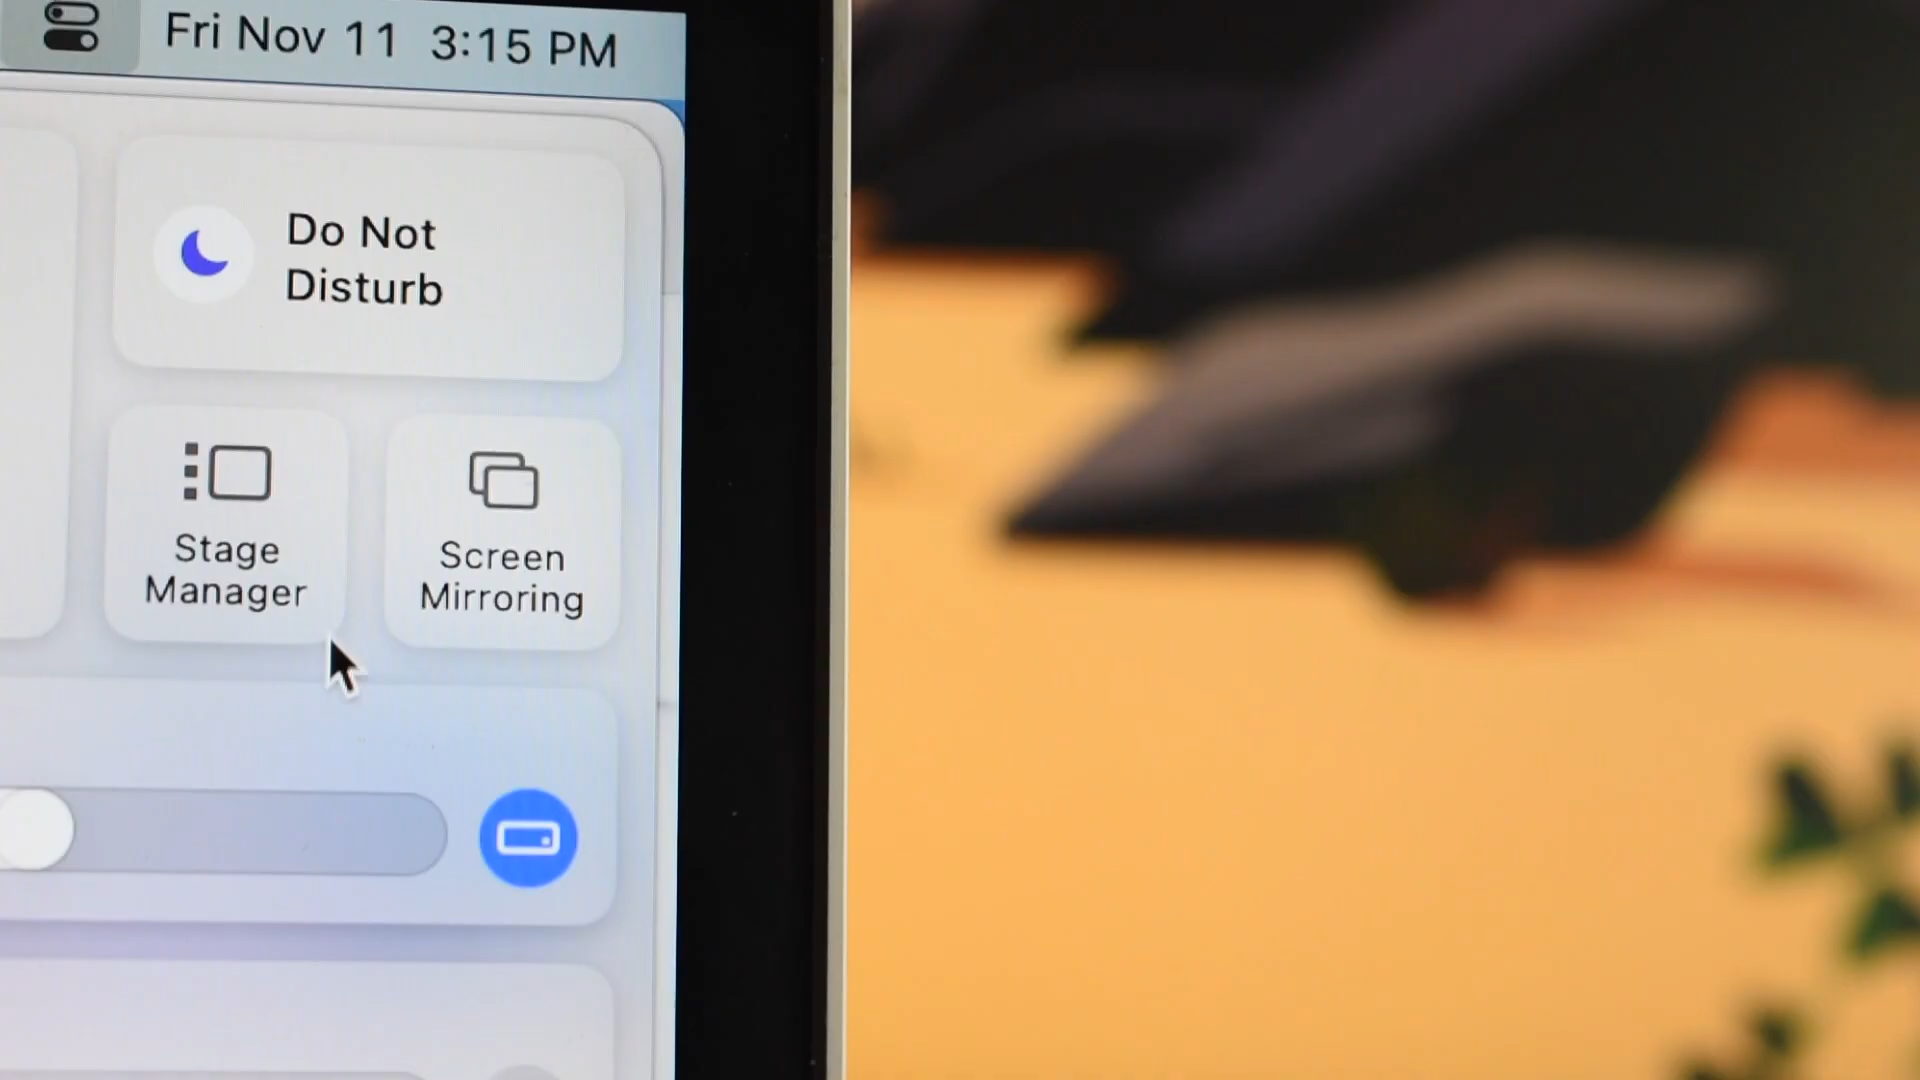 Fri Nov 11 3:15 PM
Do Not
Disturb
Stage
Manager
Screen
Mirroring